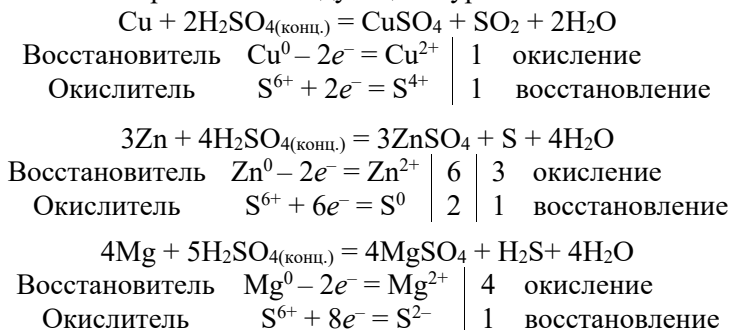 Cu + 2H₂SO₄(конц.) = CuSO₄ + SO₂ + 2H₂O
Восстановитель Cu⁰ – 2e⁻ = Cu²⁺ | 1 окисление
Окислитель S⁶⁺ + 2e⁻ = S⁴⁺ | 1 восстановление
3Zn + 4H₂SO₄(конц.) = 3ZnSO₄ + S + 4H₂O
Восстановитель Zn⁰ – 2e⁻ = Zn²⁺ | 6 | 3 окисление
Окислитель S⁶⁺ + 6e⁻ = S⁰ | 2 | 1 восстановление
4Mg + 5H₂SO₄(конц.) = 4MgSO₄ + H₂S+ 4H₂O
Восстановитель Mg⁰ – 2e⁻ = Mg²⁺ | 4 окисление
Окислитель S⁶⁺ + 8e⁻ = S²⁻ | 1 восстановление